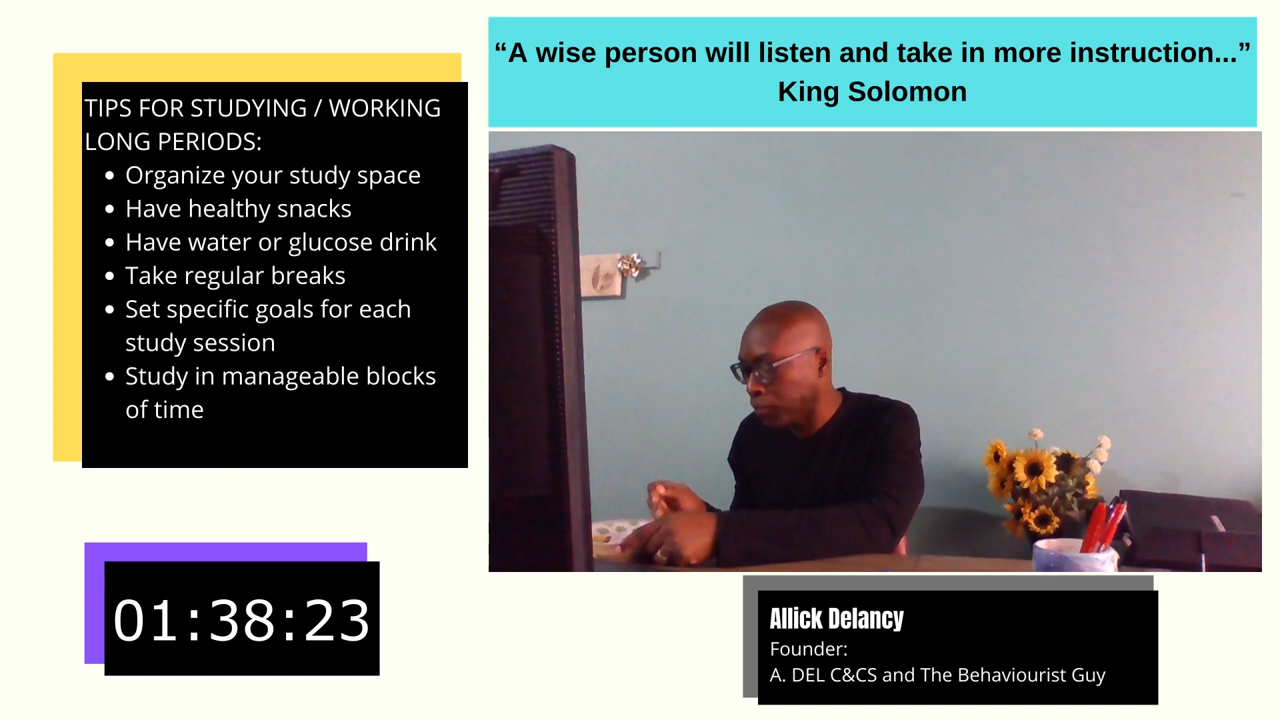 “A wise person will listen and take in more instruction...”
King Solomon
TIPS FOR STUDYING / WORKING
LONG PERIODS:
• Organize your study space
• Have healthy snacks
• Have water or glucose drink
• Take regular breaks
• Set specific goals for each
study session
• Study in manageable blocks
of time
01:38:23
Allick Delancy
Founder:
A. DEL C&CS and The Behaviourist Guy